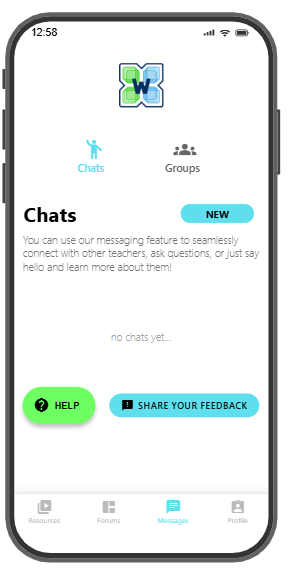 12:58
W
Chats Groups
Chats NEW
You can use our messaging feature to seamlessly
connect with other teachers, ask questions, or just say
hello and learn more about them!
no chats yet...
HELP SHARE YOUR FEEDBACK
Resources Forums Messages Profile